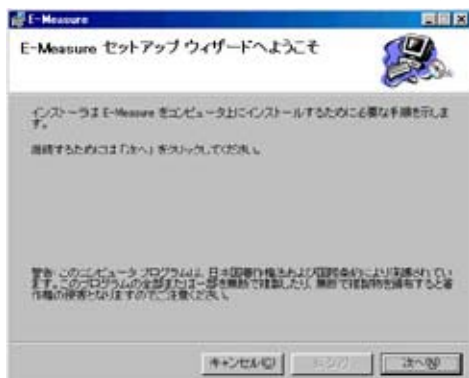 E-Measure
E-Measure セットアップ ウィザードへようこそ
インストーラは E-Measure をコンピュータ上にインストールするために必要な手順を示しま
す。
継続するためには「次へ」をクリックしてください。
警告: このコンピュータ プログラムは、日本国著作権法および国際条約により保護されてい
ます。このプログラムの全部または一部を無断で複製したり、無断で複製物を頒布すると著
作権の侵害となりますのでご注意ください。
キャンセル(C)
次へ(N)